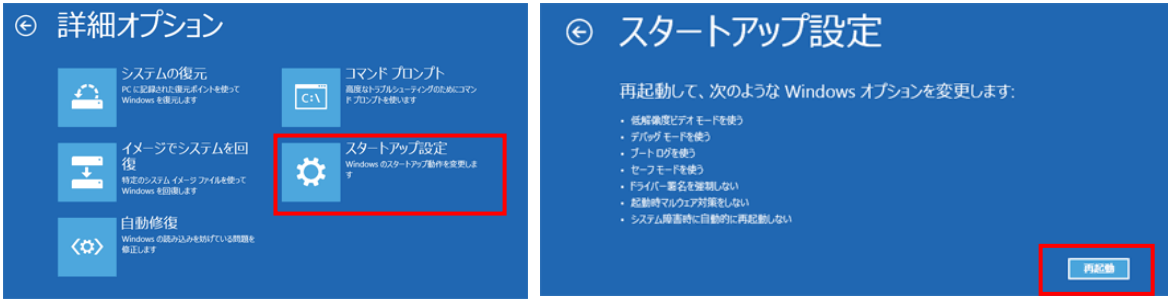 詳細オプション
システムの復元
PC に記録された復元ポイントを使って
Windows を復元します
コマンド プロンプト
高度なトラブルシューティングのためにコマン
ド プロンプトを使います
C:\
イメージでシステムを回
復
特定のシステム イメージ ファイルを使って
Windows を回復します
スタートアップ設定
Windows のスタートアップ動作を変更しま
す
自動修復
Windows の読み込みを妨げている問題を
修正します
スタートアップ設定
再起動して、次のような Windows オプションを変更します:
• 低解像度ビデオ モードを使う
• デバッグ モードを使う
• ブート ログを使う
• セーフ モードを使う
• ドライバー署名を強制しない
• 起動時マルウェア対策をしない
• システム障害時に自動的に再起動しない
再起動